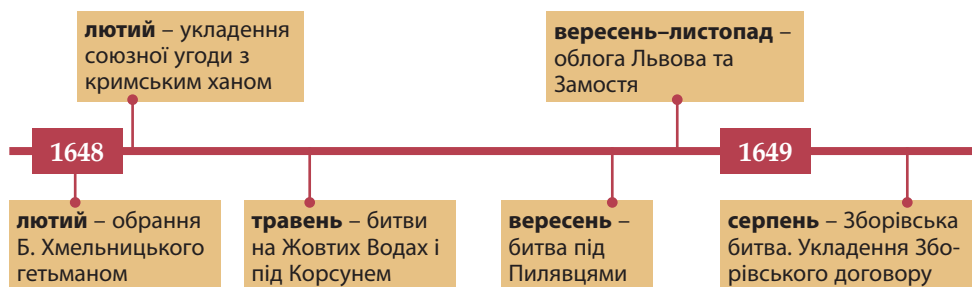 лютий – укладення
союзної угоди з
кримським ханом
вересень–листопад –
облога Львова та
Замостя
1648
1649
лютий – обрання
Б. Хмельницького
гетьманом
травень – битви
на Жовтих Водах і
під Корсунем
вересень –
битва під
Пилявцями
серпень – Зборівська
битва. Укладення Збо-
рівського договору